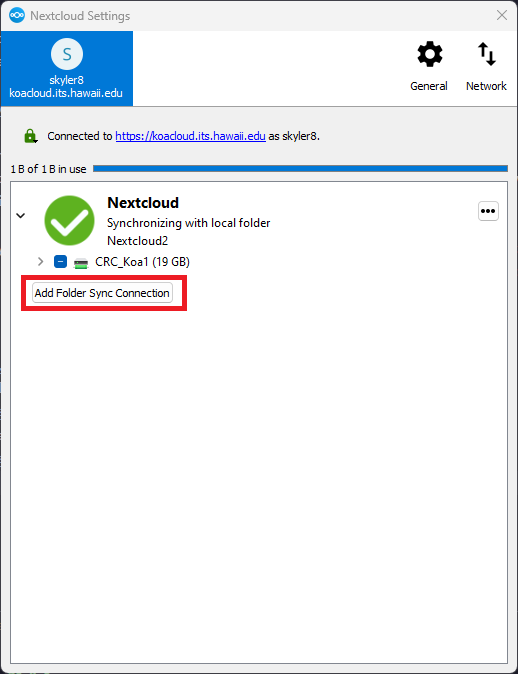 Nextcloud Settings
S
skyler8
koacloud.its.hawaii.edu
General
Network
Connected to https://koacloud.its.hawaii.edu as skyler8.
1 B of 1 B in use
Nextcloud
Synchronizing with local folder
Nextcloud2
CRC_Koa1 (19 GB)
Add Folder Sync Connection